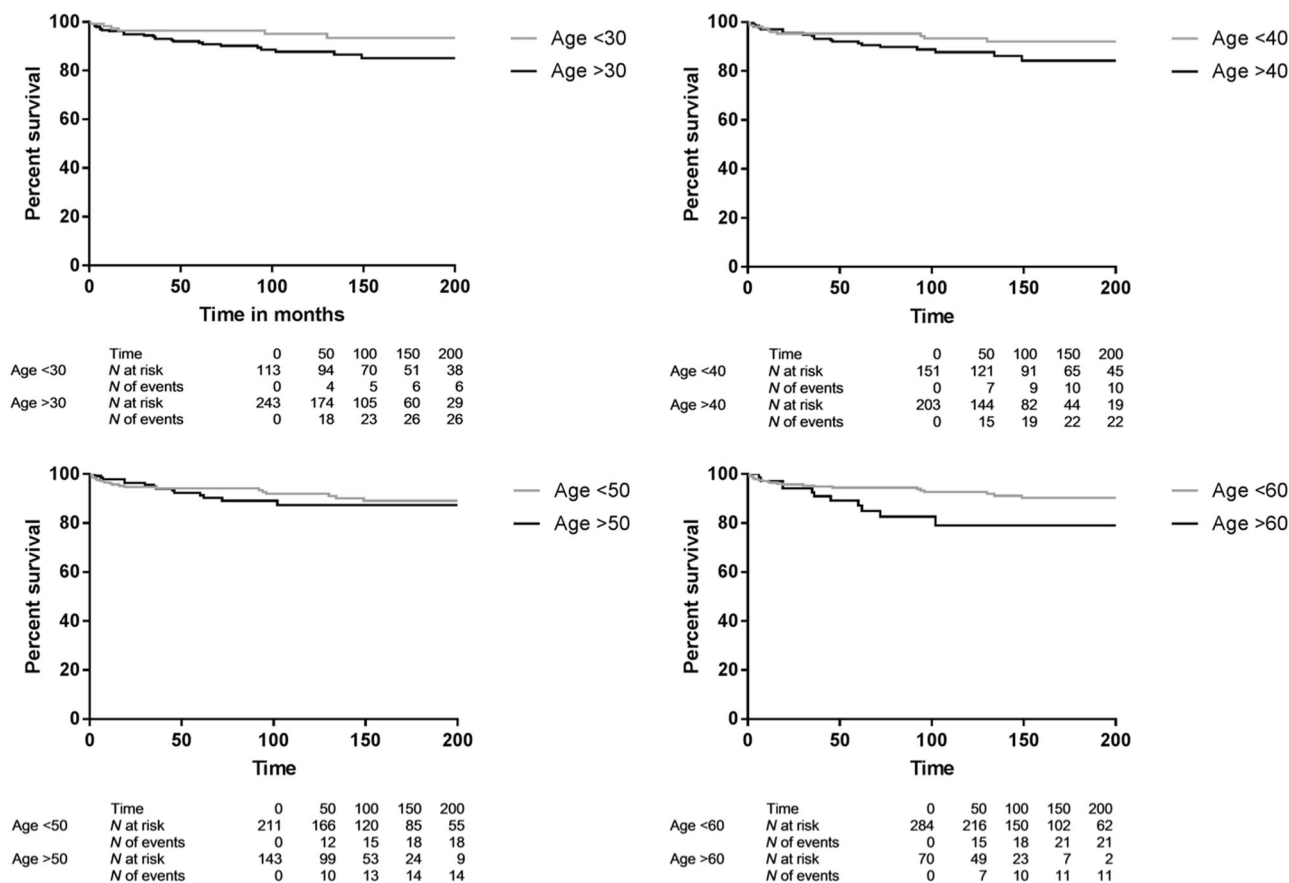 100
80
60
40
20
0
Percent survival
0 50 100 150 200
Time in months
Age <30
Age >30
Time 0 50 100 150 200
Age <30 N at risk 113 94 70 51 38
N of events 0 4 5 6 6
Age >30 N at risk 243 174 105 60 29
N of events 0 18 23 26 26
100
80
60
40
20
0
Percent survival
0 50 100 150 200
Time
Age <40
Age >40
Time 0 50 100 150 200
Age <40 N at risk 151 121 91 65 45
N of events 0 7 9 10 10
Age >40 N at risk 203 144 82 44 19
N of events 0 15 19 22 22
100
80
60
40
20
0
Percent survival
0 50 100 150 200
Time
Age <50
Age >50
Time 0 50 100 150 200
Age <50 N at risk 211 166 120 85 55
N of events 0 12 15 18 18
Age >50 N at risk 143 99 53 24 9
N of events 0 10 13 14 14
100
80
60
40
20
0
Percent survival
0 50 100 150 200
Time
Age <60
Age >60
Time 0 50 100 150 200
Age <60 N at risk 284 216 150 102 62
N of events 0 15 18 21 21
Age >60 N at risk 70 49 23 7 2
N of events 0 7 10 11 11